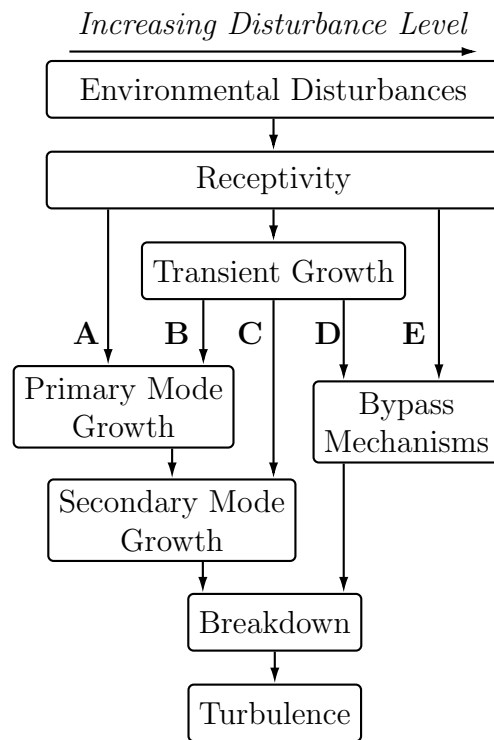 Increasing Disturbance Level
Environmental Disturbances
Receptivity
Transient Growth
A B C D E
Primary Mode
Growth
Bypass
Mechanisms
Secondary Mode
Growth
Breakdown
Turbulence